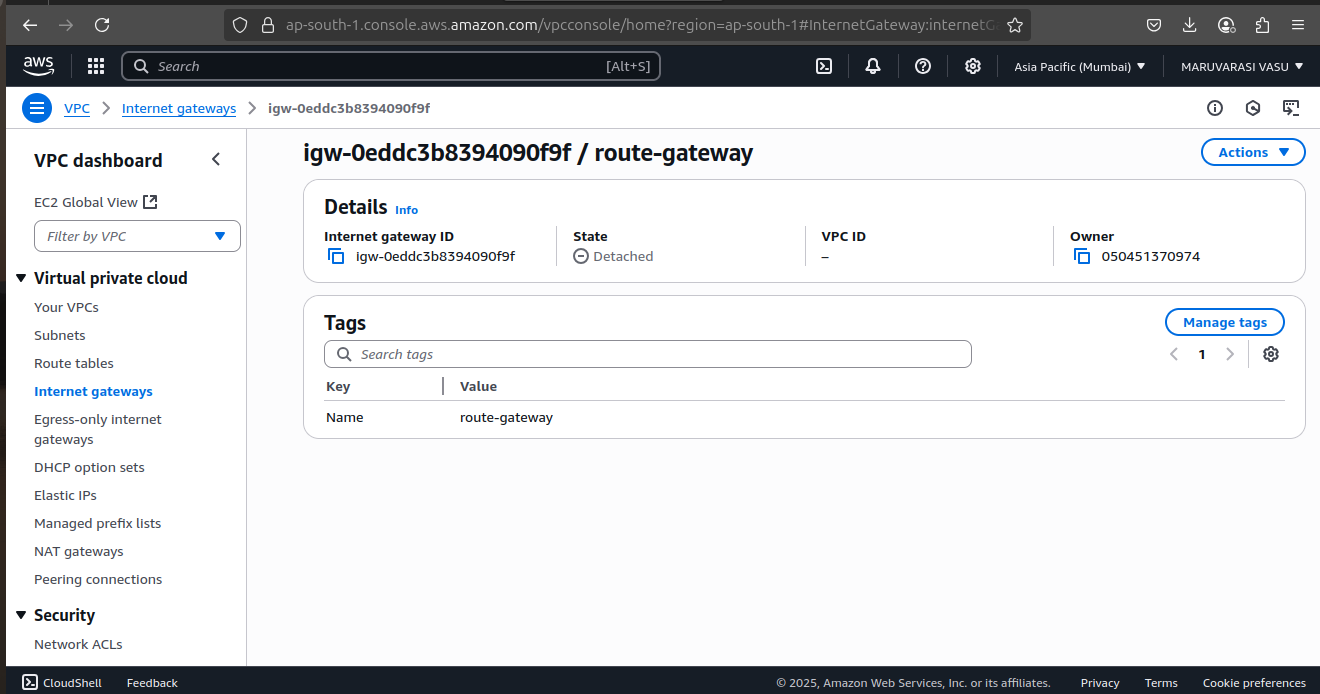 ap-south-1.console.aws.amazon.com/vpcconsole/home?region=ap-south-1#InternetGateway:internetG
aws
Search [Alt+S]
Asia Pacific (Mumbai)
MARUVARASI VASU
VPC
Internet gateways
igw-0eddc3b8394090f9f
VPC dashboard
EC2 Global View
Filter by VPC
Virtual private cloud
Your VPCs
Subnets
Route tables
Internet gateways
Egress-only internet
gateways
DHCP option sets
Elastic IPs
Managed prefix lists
NAT gateways
Peering connections
Security
Network ACLs
igw-0eddc3b8394090f9f / route-gateway
Actions
Details Info
Internet gateway ID
igw-0eddc3b8394090f9f
State
Detached
VPC ID
–
Owner
050451370974
Tags
Manage tags
Search tags
1
Key Value
Name route-gateway
CloudShell Feedback
© 2025, Amazon Web Services, Inc. or its affiliates. Privacy Terms Cookie preferences